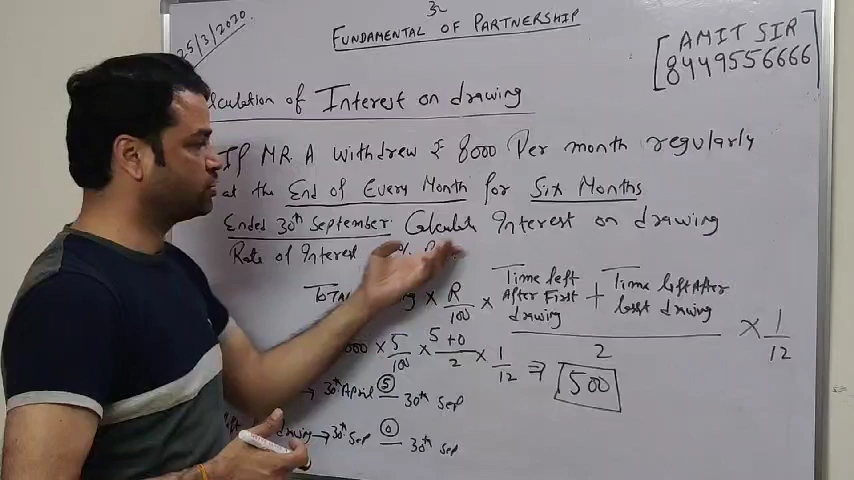 25/3/2020.
FUNDAMENTAL OF PARTNERSHIP
[AMIT SIR
8449556666]
lculation of Interest on drawing
If MR. A withdrew ₹ 8000 Per month regularly
at the End of Every Month for Six Months
Ended 30th September. Calculate Interest on drawing
Rate of Interest
× R/100 × Time left After First drawing + Time left After last drawing / 2 × 1/12
000 × 5/100 × 5+0/2 × 1/12 ⇒ 500
→ 30th April 5 30th Sep
drawing → 30th Sep 0 30th Sep